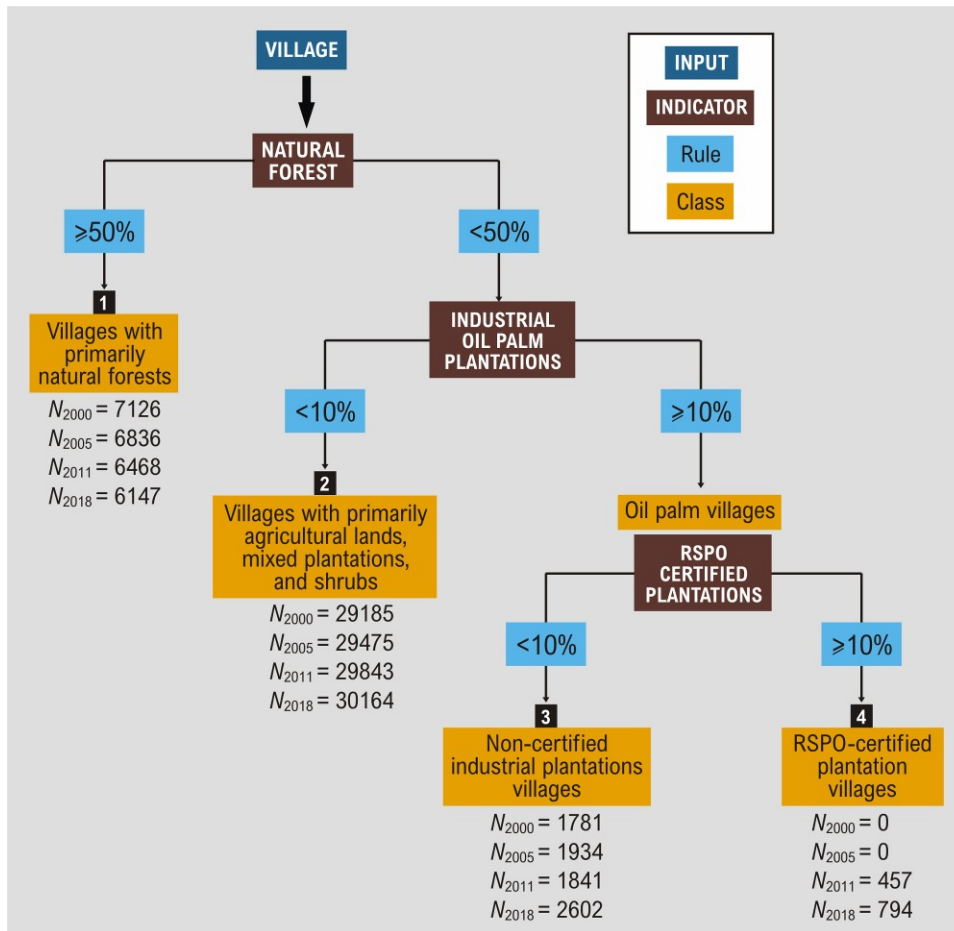 VILLAGE
INPUT
INDICATOR
Rule
Class
NATURAL
FOREST
⩾50%
<50%
1
Villages with
primarily
natural forests
N2000 = 7126
N2005 = 6836
N2011 = 6468
N2018 = 6147
INDUSTRIAL
OIL PALM
PLANTATIONS
<10%
⩾10%
2
Villages with primarily
agricultural lands,
mixed plantations,
and shrubs
N2000 = 29185
N2005 = 29475
N2011 = 29843
N2018 = 30164
Oil palm villages
RSPO
CERTIFIED
PLANTATIONS
<10%
⩾10%
3
Non-certified
industrial plantations
villages
N2000 = 1781
N2005 = 1934
N2011 = 1841
N2018 = 2602
4
RSPO-certified
plantation
villages
N2000 = 0
N2005 = 0
N2011 = 457
N2018 = 794